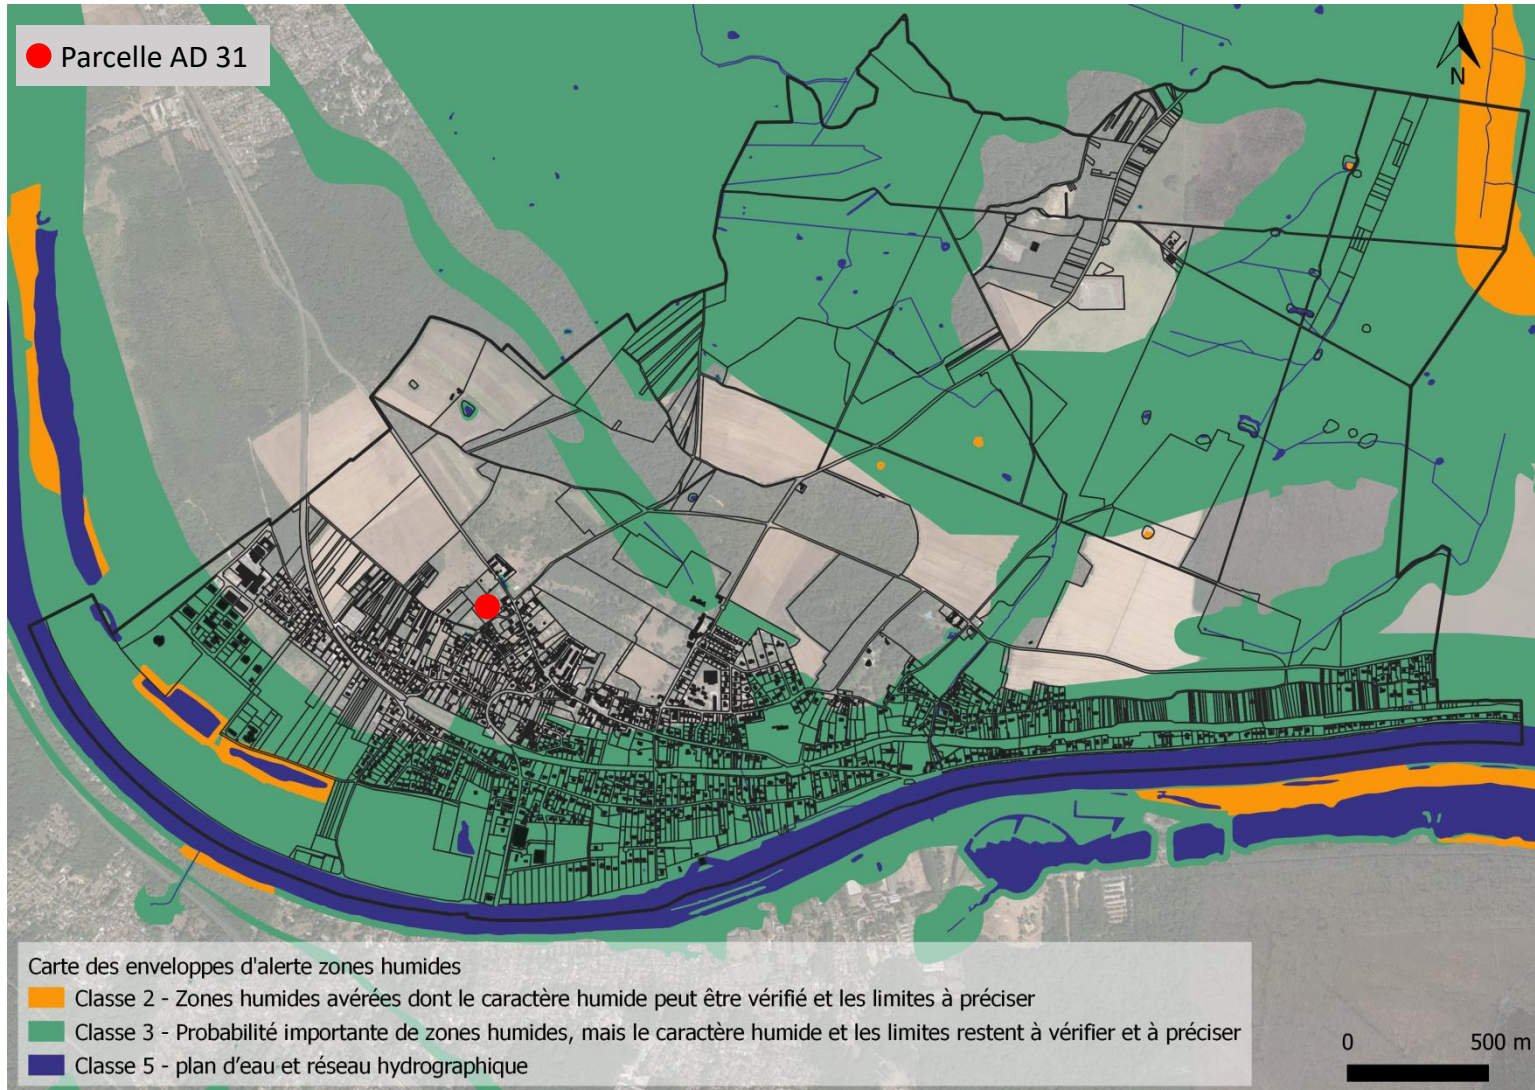 Parcelle AD 31
N
Carte des enveloppes d'alerte zones humides
Classe 2 - Zones humides avérées dont le caractère humide peut être vérifié et les limites à préciser
Classe 3 - Probabilité importante de zones humides, mais le caractère humide et les limites restent à vérifier et à préciser
Classe 5 - plan d'eau et réseau hydrographique
0 500 m